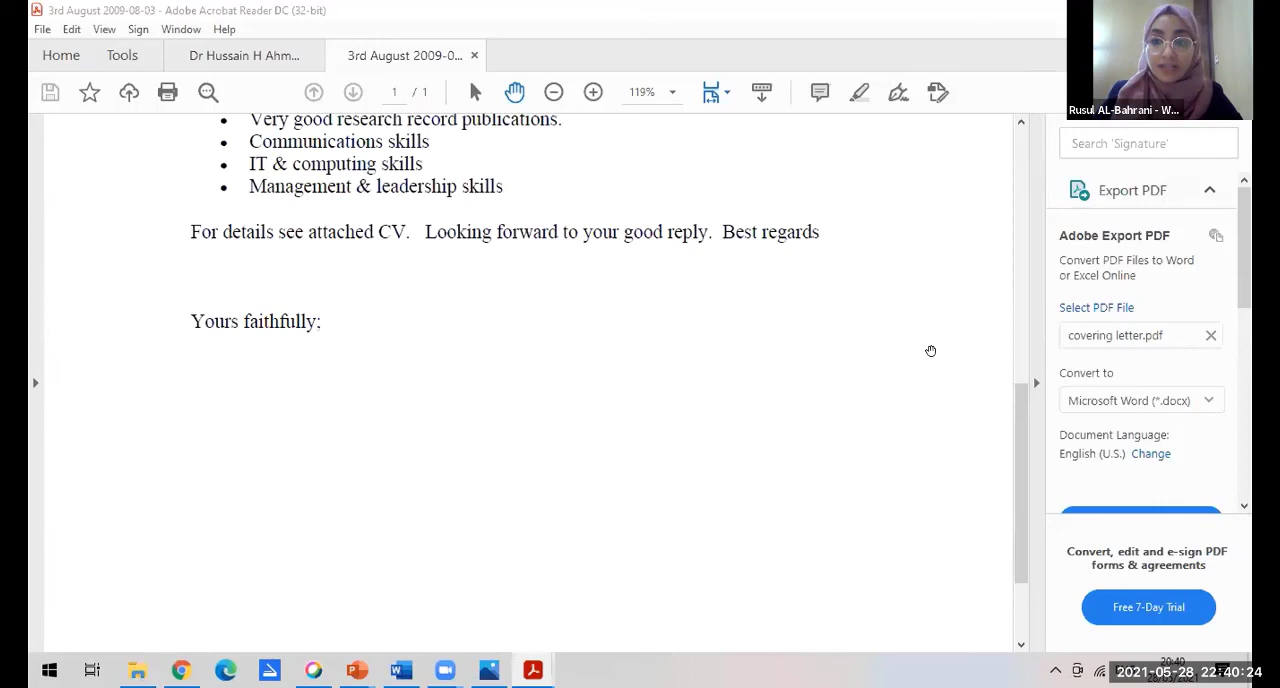 3rd August 2009-08-03 - Adobe Acrobat Reader DC (32-bit)
File Edit View Sign Window Help
Home Tools Dr Hussain H Ahm... 3rd August 2009-0... ×
1 / 1 119%
Rusul AL-Bahrani - W...
• Very good research record publications.
• Communications skills
• IT & computing skills
• Management & leadership skills
For details see attached CV. Looking forward to your good reply. Best regards
Yours faithfully;
Search 'Signature'
Export PDF
Adobe Export PDF
Convert PDF Files to Word
or Excel Online
Select PDF File
covering letter.pdf
Convert to
Microsoft Word (*.docx)
Document Language:
English (U.S.) Change
Convert, edit and e-sign PDF
forms & agreements
Free 7-Day Trial
20:40
2021-05-28 22:40:24